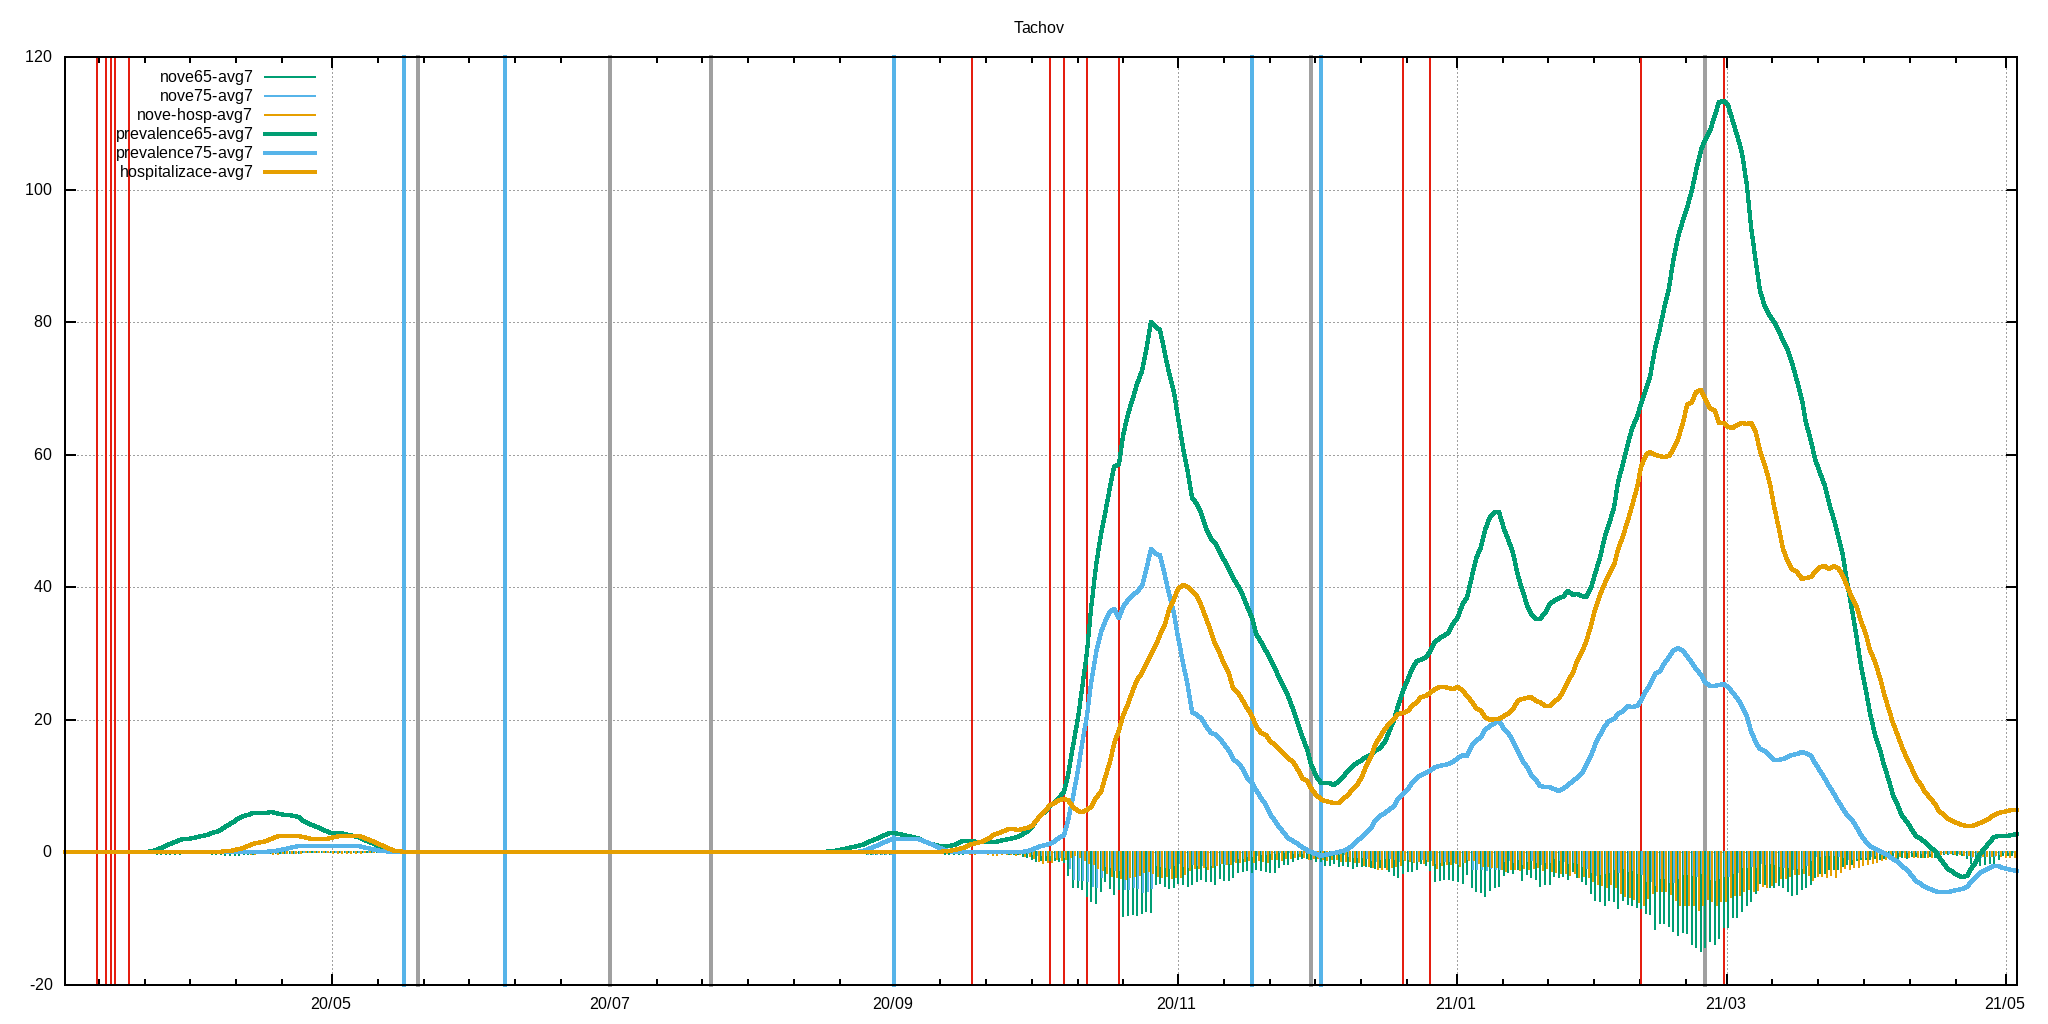 Tachov
120
100
80
60
40
20
0
-20
nove65-avg7
nove75-avg7
nove-hosp-avg7
prevalence65-avg7
prevalence75-avg7
hospitalizace-avg7
20/05 20/07 20/09 20/11 21/01 21/03 21/05